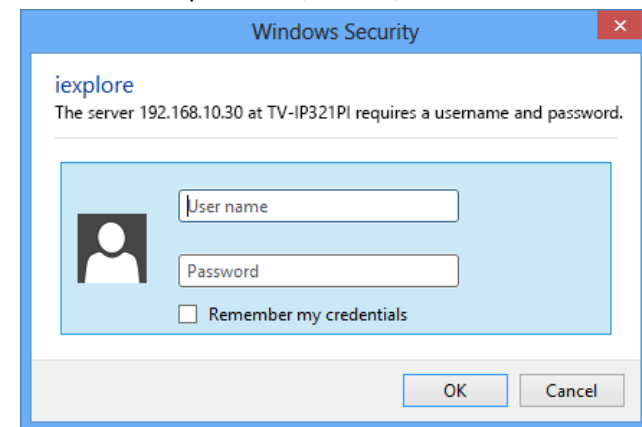 Windows Security
iexplore
The server 192.168.10.30 at TV-IP321PI requires a username and password.
User name
Password
Remember my credentials
OK
Cancel